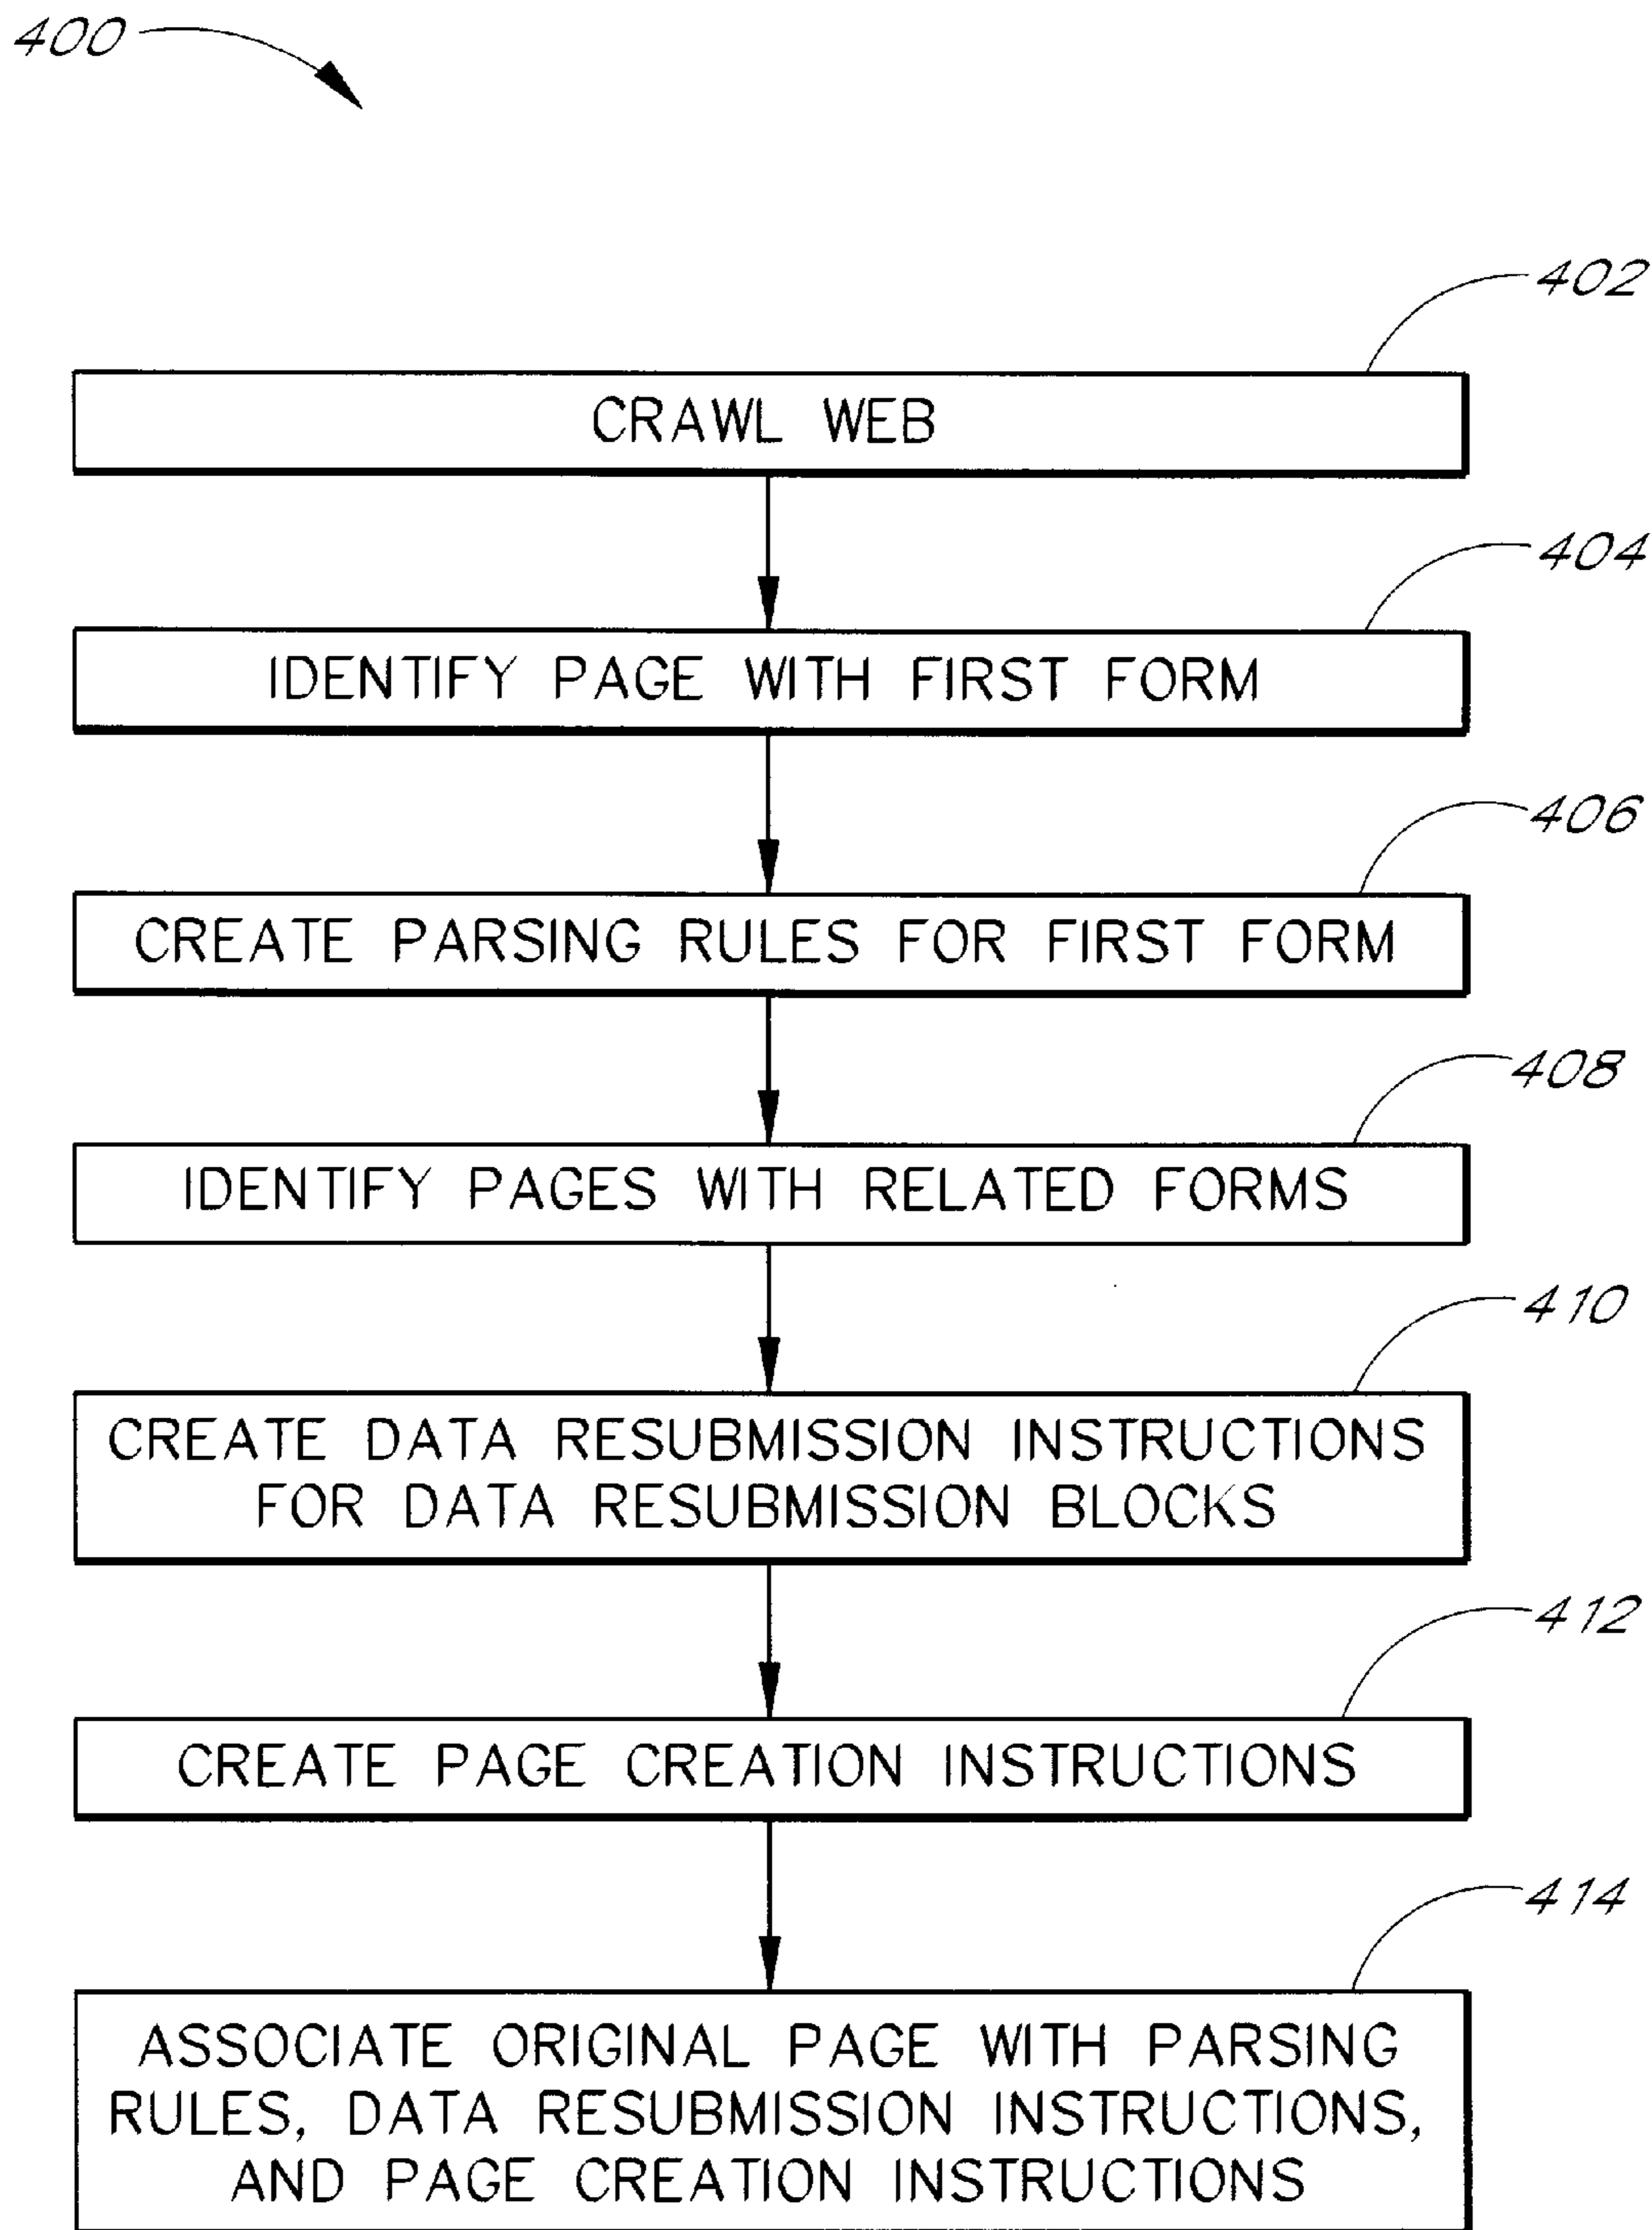 400
402
CRAWL WEB
404
IDENTIFY PAGE WITH FIRST FORM
406
CREATE PARSING RULES FOR FIRST FORM
408
IDENTIFY PAGES WITH RELATED FORMS
410
CREATE DATA RESUBMISSION INSTRUCTIONS
FOR DATA RESUBMISSION BLOCKS
412
CREATE PAGE CREATION INSTRUCTIONS
414
ASSOCIATE ORIGINAL PAGE WITH PARSING
RULES, DATA RESUBMISSION INSTRUCTIONS,
AND PAGE CREATION INSTRUCTIONS